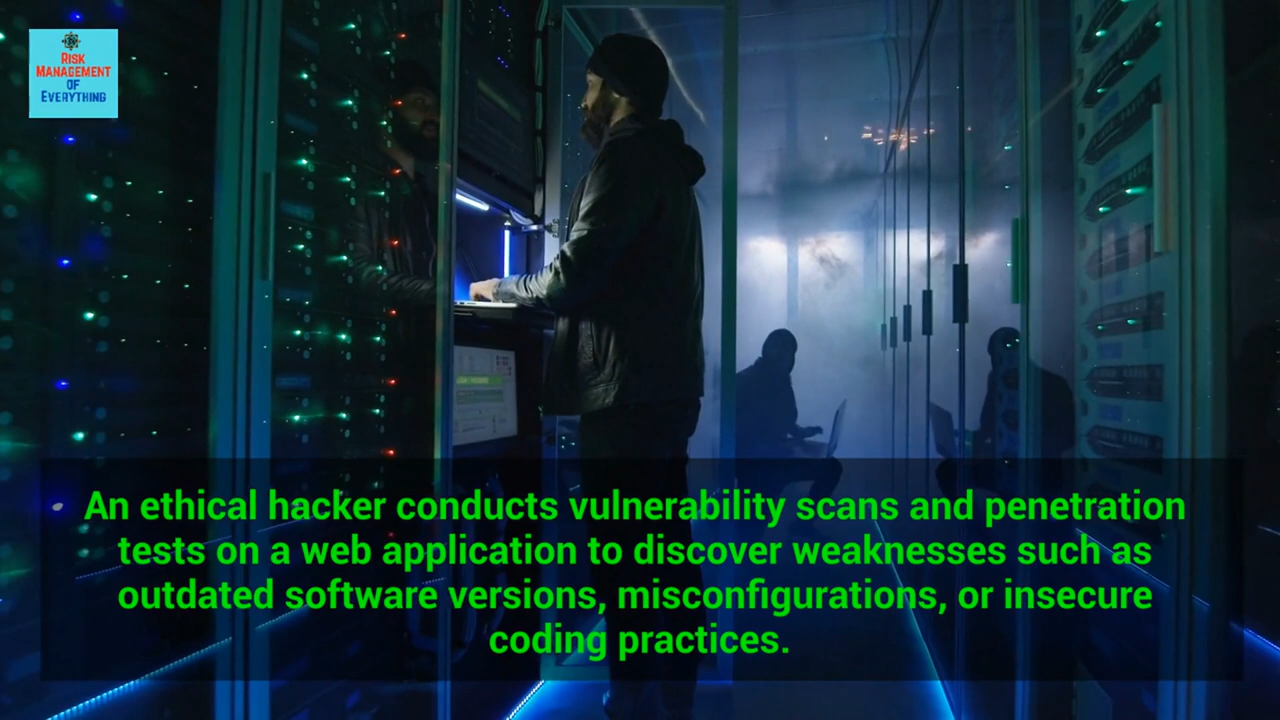 RISK
MANAGEMENT
OF
EVERYTHING
An ethical hacker conducts vulnerability scans and penetration
tests on a web application to discover weaknesses such as
outdated software versions, misconfigurations, or insecure
coding practices.